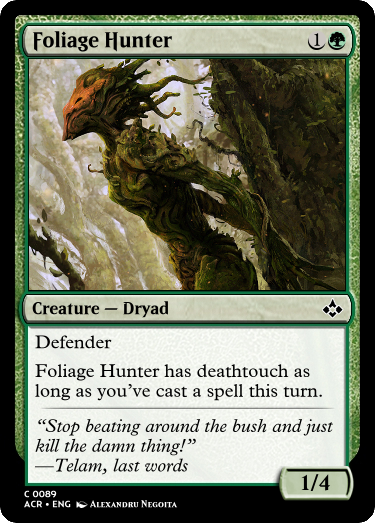 Foliage Hunter 1
Creature — Dryad
Defender
Foliage Hunter has deathtouch as
long as you've cast a spell this turn.
“Stop beating around the bush and just
kill the damn thing!”
—Telam, last words
1/4
C 0089
ACR • ENG Alexandru Negoita